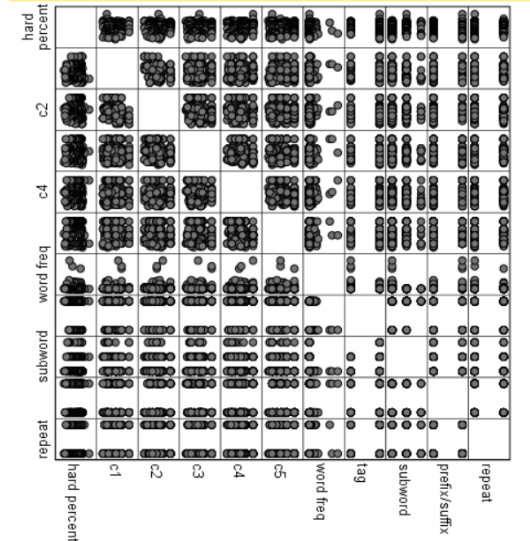 hard
percent
c2
c4
word freq
subword
repeat
hard percent
c1
c2
c3
c4
c5
word freq
tag
subword
prefix/suffix
repeat